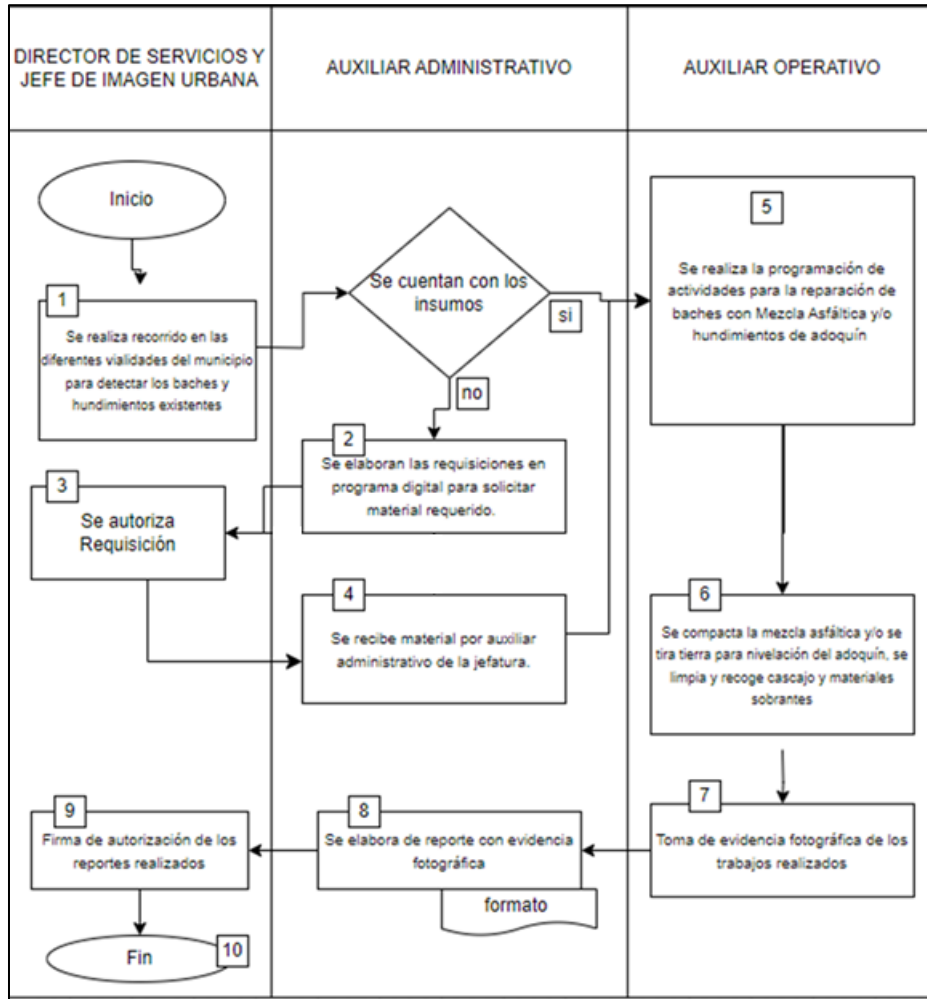 DIRECTOR DE SERVICIOS Y
JEFE DE IMAGEN URBANA
AUXILIAR ADMINISTRATIVO
AUXILIAR OPERATIVO
Inicio
1
Se realiza recorrido en las
diferentes vialidades del municipio
para detectar los baches y
hundimientos existentes
Se cuentan con los
insumos
si
no
2
Se elaboran las requisiciones en
programa digital para solicitar
material requerido.
3
Se autoriza
Requisición
4
Se recibe material por auxiliar
administrativo de la jefatura.
5
Se realiza la programación de
actividades para la reparación de
baches con Mezcla Asfáltica y/o
hundimientos de adoquín
6
Se compacta la mezcla asfáltica y/o se
tira tierra para nivelación del adoquín, se
limpia y recoge cascajo y materiales
sobrantes
7
Toma de evidencia fotográfica de los
trabajos realizados
8
Se elabora de reporte con evidencia
fotográfica
formato
9
Firma de autorización de los
reportes realizados
Fin
10